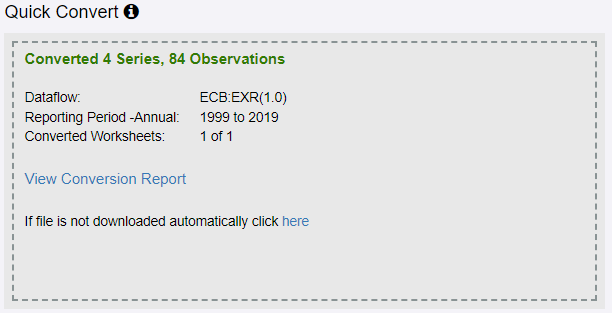 Quick Convert
Converted 4 Series, 84 Observations
Dataflow: ECB:EXR(1.0)
Reporting Period -Annual: 1999 to 2019
Converted Worksheets: 1 of 1
View Conversion Report
If file is not downloaded automatically click here